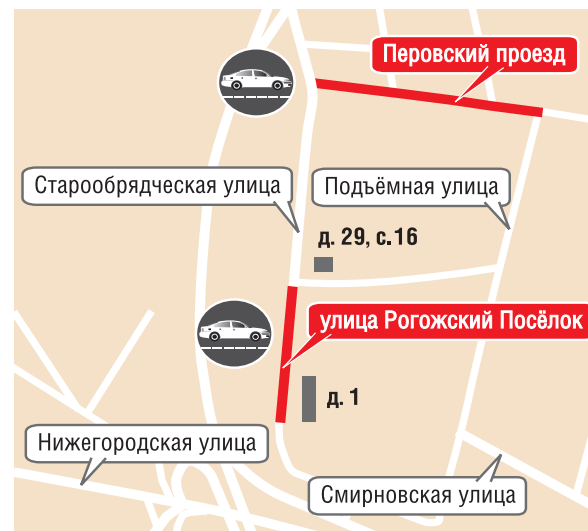 Перовский проезд
Старообрядческая улица
Подъёмная улица
д. 29, с.16
улица Рогожский Посёлок
д. 1
Нижегородская улица
Смирновская улица